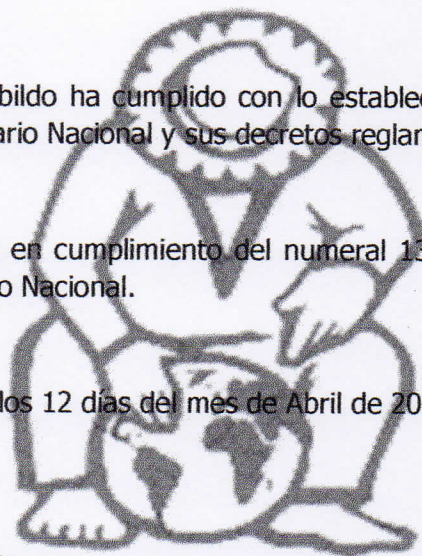 bildo ha cumplido con lo establec
ario Nacional y sus decretos reglar
en cumplimiento del numeral 13
o Nacional.
los 12 días del mes de Abril de 20